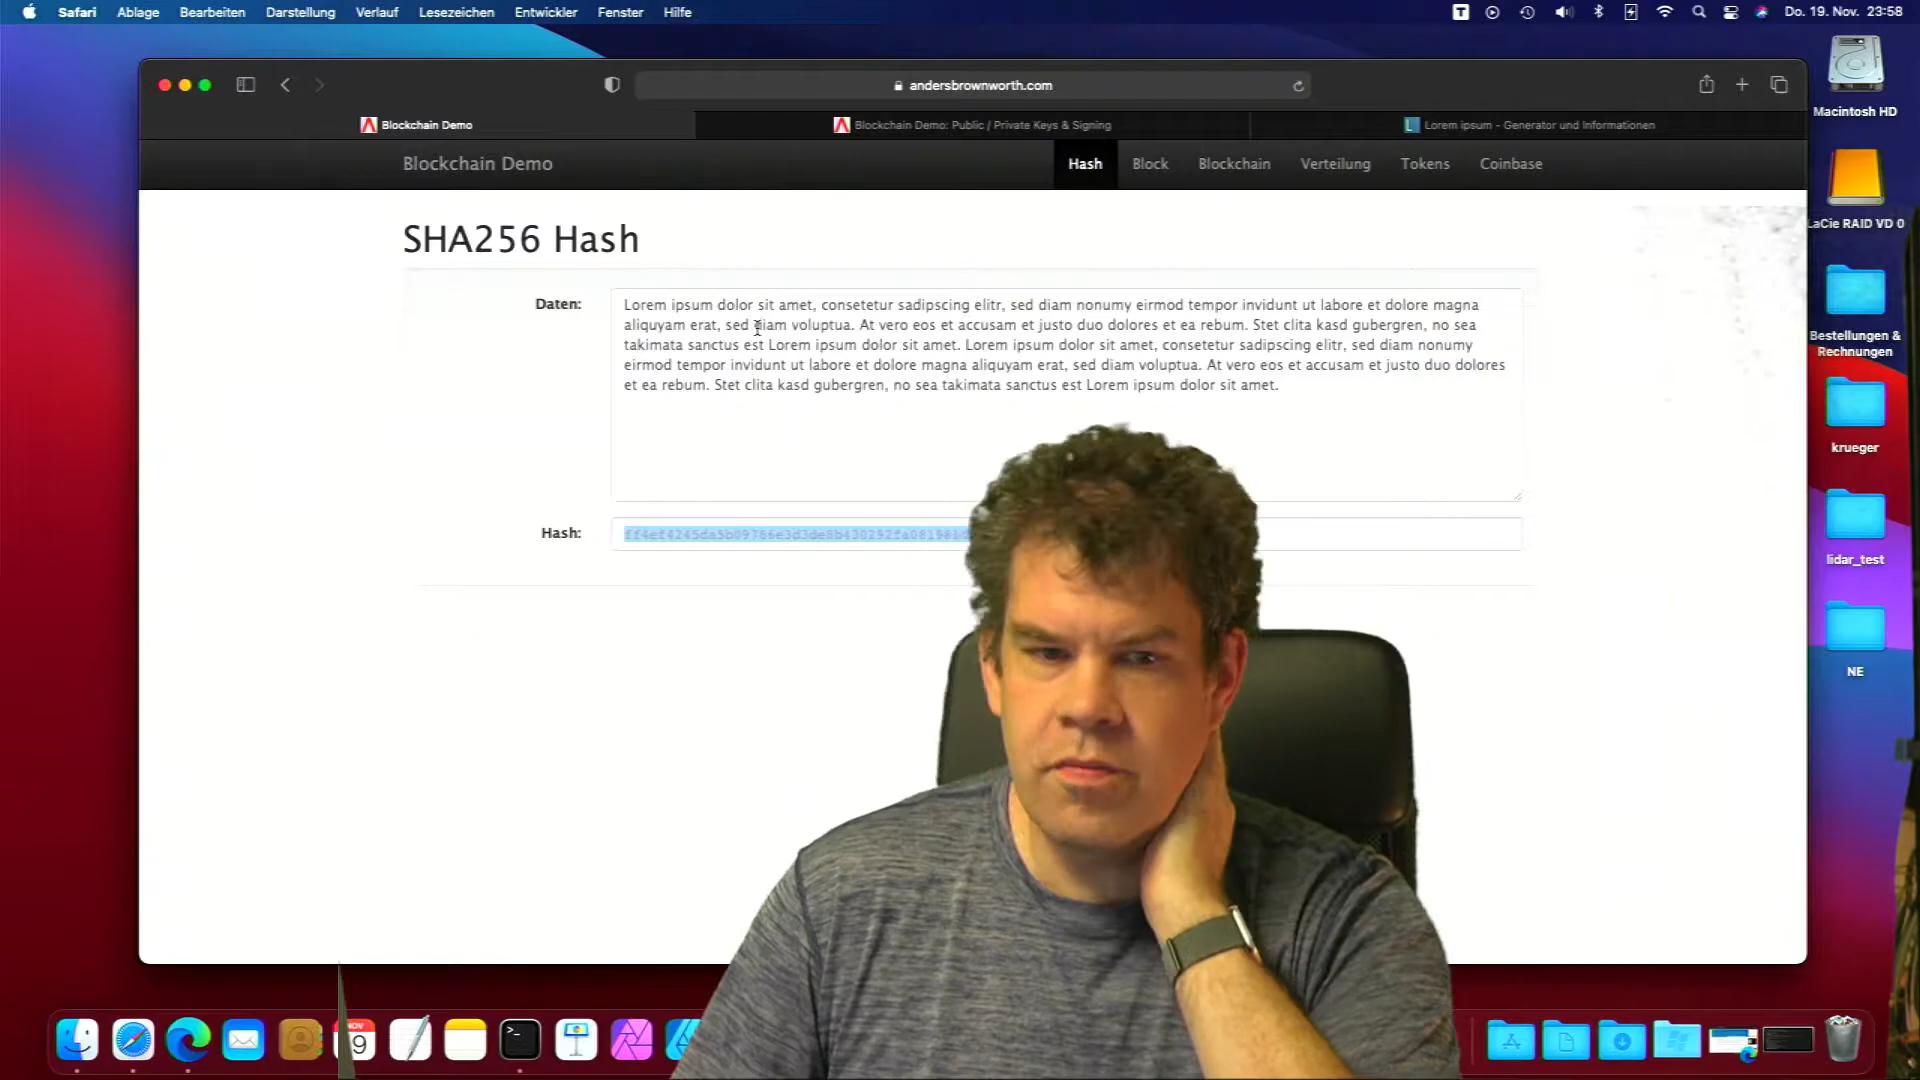 Safari Ablage Bearbeiten Darstellung Verlauf Lesezeichen Entwickler Fenster Hilfe
T
Do. 19. Nov. 23:58
andersbrownworth.com
Blockchain Demo
Blockchain Demo: Public / Private Keys & Signing
L Lorem ipsum - Generator und Informationen
Blockchain Demo
Hash Block Blockchain Verteilung Tokens Coinbase
SHA256 Hash
Daten:
Lorem ipsum dolor sit amet, consetetur sadipscing elitr, sed diam nonumy eirmod tempor invidunt ut labore et dolore magna
aliquyam erat, sed diam voluptua. At vero eos et accusam et justo duo dolores et ea rebum. Stet clita kasd gubergren, no sea
takimata sanctus est Lorem ipsum dolor sit amet. Lorem ipsum dolor sit amet, consetetur sadipscing elitr, sed diam nonumy
eirmod tempor invidunt ut labore et dolore magna aliquyam erat, sed diam voluptua. At vero eos et accusam et justo duo dolores
et ea rebum. Stet clita kasd gubergren, no sea takimata sanctus est Lorem ipsum dolor sit amet.
Hash:
Macintosh HD
LaCie RAID VD 0
Bestellungen &
Rechnungen
krueger
lidar_test
NE
NOV